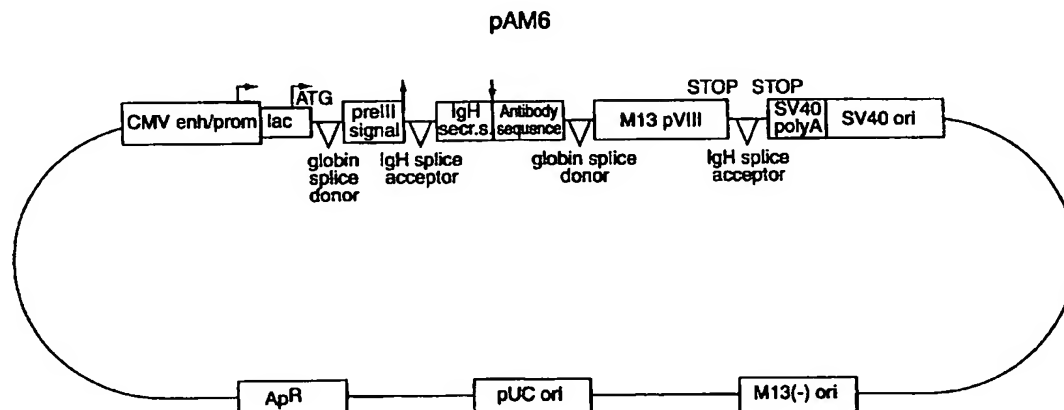 pAM6
ATG
STOP STOP
CMV enh/prom
lac
preIII
signal
IgH
secr.s.
Antibody
sequence
M13 pVIII
SV40
polyA
SV40 ori
globin
splice
donor
IgH splice
acceptor
globin splice
donor
IgH splice
acceptor
ApR
pUC ori
M13(-) ori